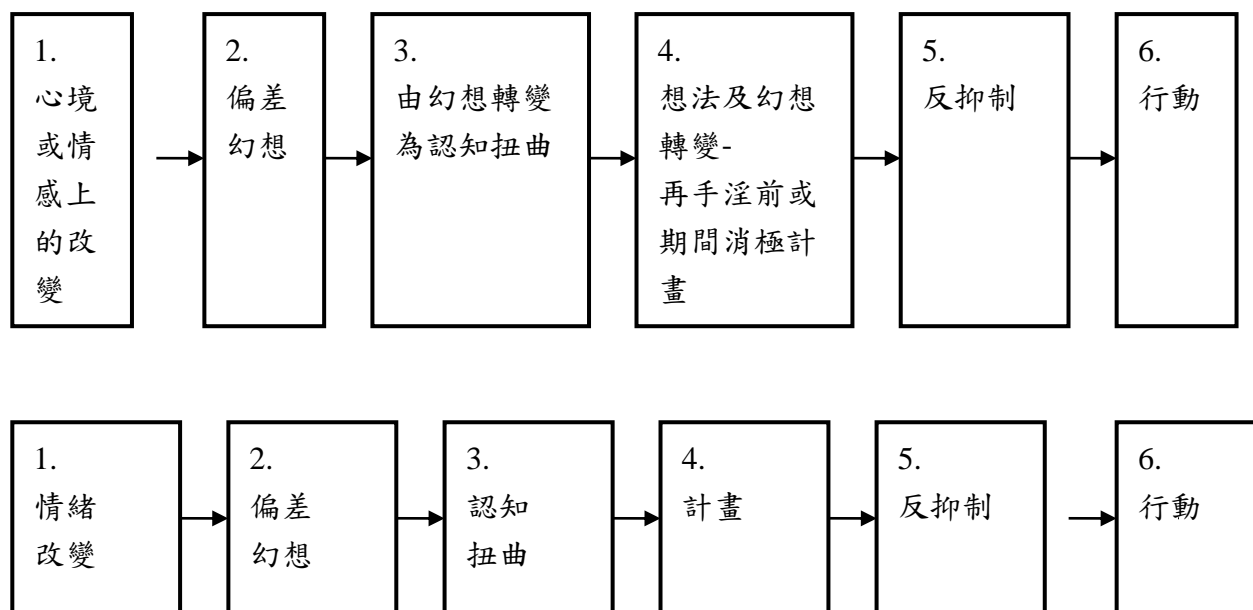 1.
心境
或情
感上
的改
變
2.
偏差
幻想
3.
由幻想轉變
為認知扭曲
4.
想法及幻想
轉變-
再手淫前或
期間消極計
畫
5.
反抑制
6.
行動
1.
情緒
改變
2.
偏差
幻想
3.
認知
扭曲
4.
計畫
5.
反抑制
6.
行動